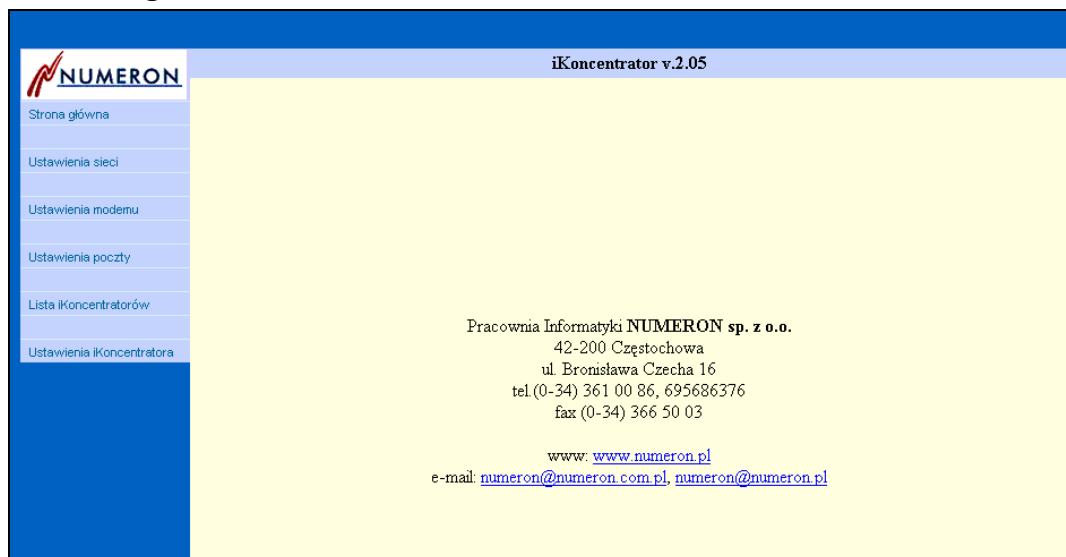 NUMERON
iKoncentrator v.2.05
Strona główna
Ustawienia sieci
Ustawienia modemu
Ustawienia poczty
Lista iKoncentratorów
Ustawienia iKoncentratora
Pracownia Informatyki NUMERON sp. z o.o.
42-200 Częstochowa
ul. Bronisława Czecha 16
tel.(0-34) 361 00 86, 695686376
fax (0-34) 366 50 03
www: www.numeron.pl
e-mail: numeron@numeron.com.pl, numeron@numeron.pl